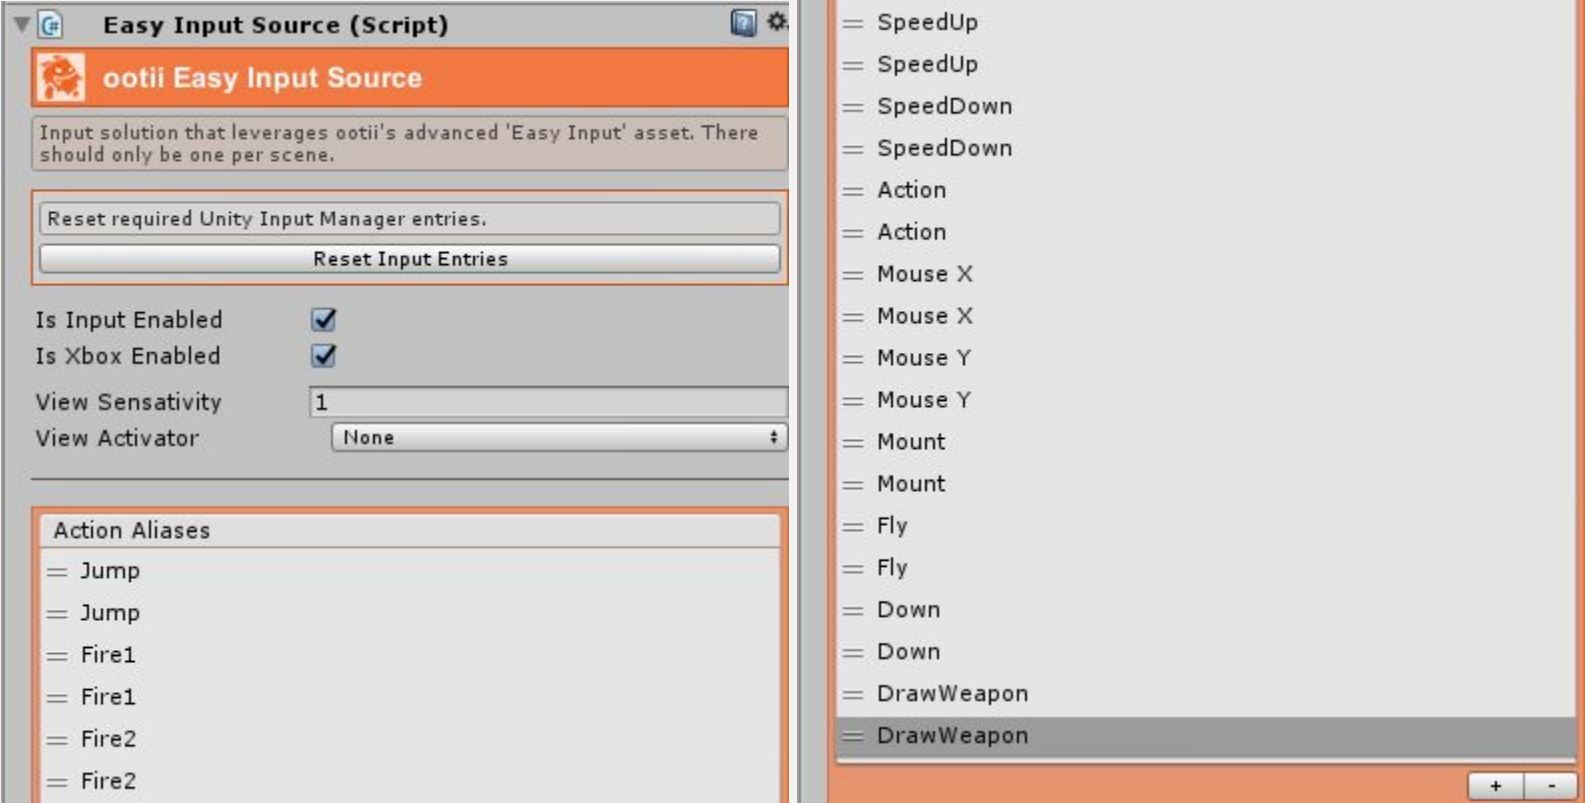 Easy Input Source (Script)
ootii Easy Input Source
Input solution that leverages ootii's advanced 'Easy Input' asset. There
should only be one per scene.
Reset required Unity Input Manager entries.
Reset Input Entries
Is Input Enabled
Is Xbox Enabled
View Sensativity 1
View Activator None
Action Aliases
= Jump
= Jump
= Fire1
= Fire1
= Fire2
= Fire2
= SpeedUp
= SpeedUp
= SpeedDown
= SpeedDown
= Action
= Action
= Mouse X
= Mouse X
= Mouse Y
= Mouse Y
= Mount
= Mount
= Fly
= Fly
= Down
= Down
= DrawWeapon
= DrawWeapon
+ -